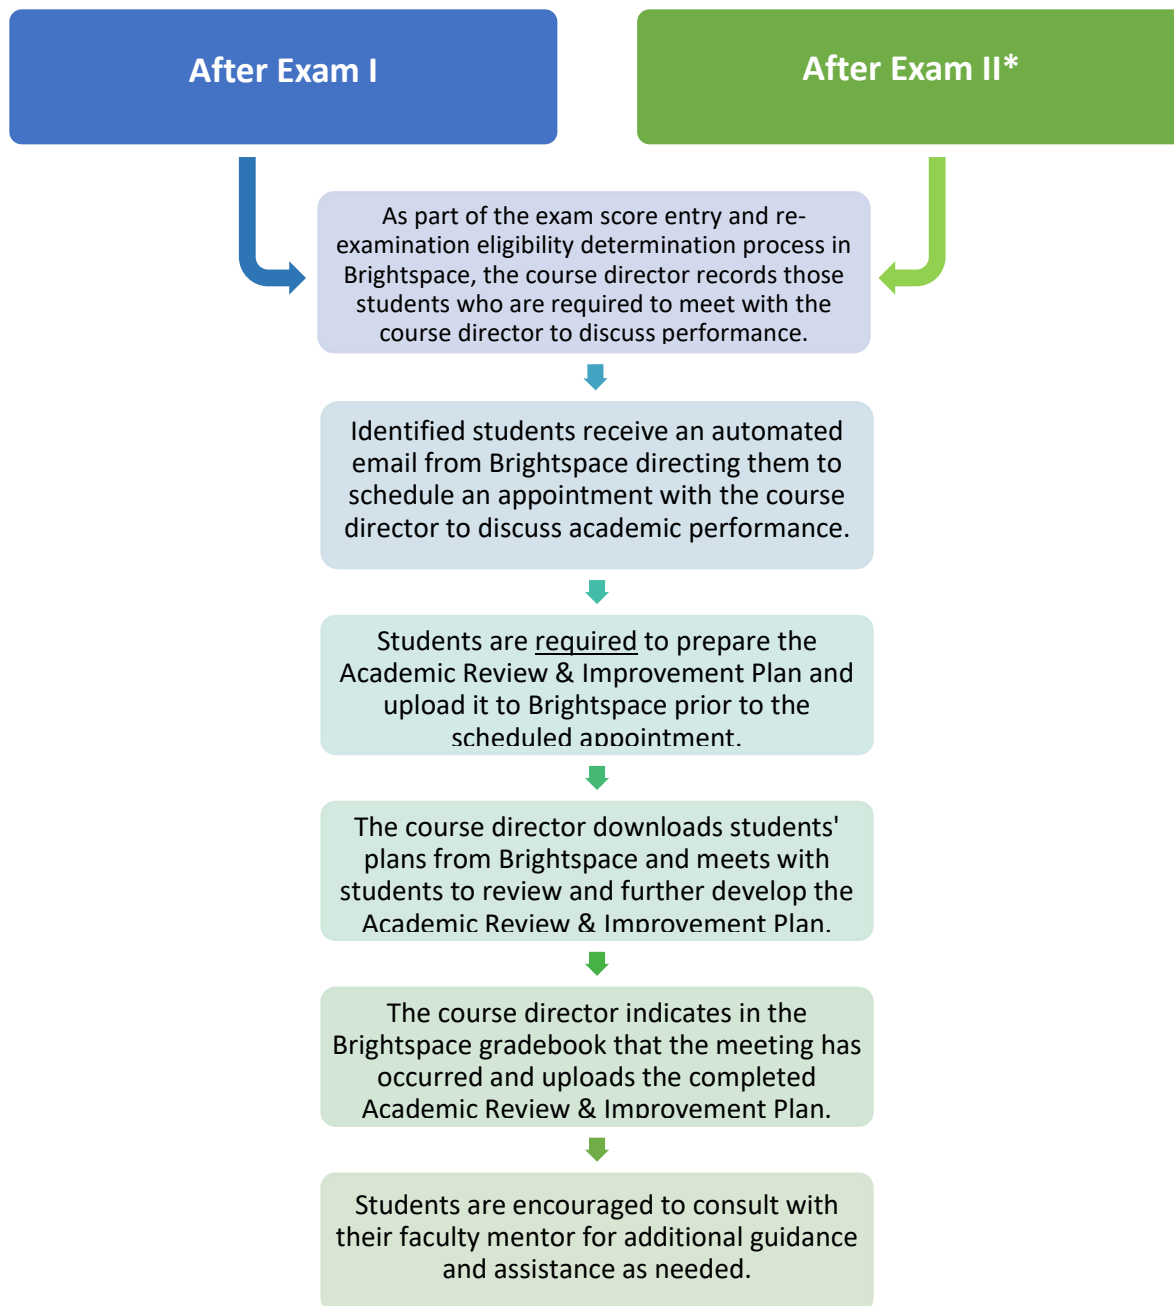 After Exam I
After Exam II*
As part of the exam score entry and re-
examination eligibility determination process in
Brightspace, the course director records those
students who are required to meet with the
course director to discuss performance.
Identified students receive an automated
email from Brightspace directing them to
schedule an appointment with the course
director to discuss academic performance.
Students are required to prepare the
Academic Review & Improvement Plan and
upload it to Brightspace prior to the
scheduled appointment.
The course director downloads students'
plans from Brightspace and meets with
students to review and further develop the
Academic Review & Improvement Plan.
The course director indicates in the
Brightspace gradebook that the meeting has
occurred and uploads the completed
Academic Review & Improvement Plan.
Students are encouraged to consult with
their faculty mentor for additional guidance
and assistance as needed.